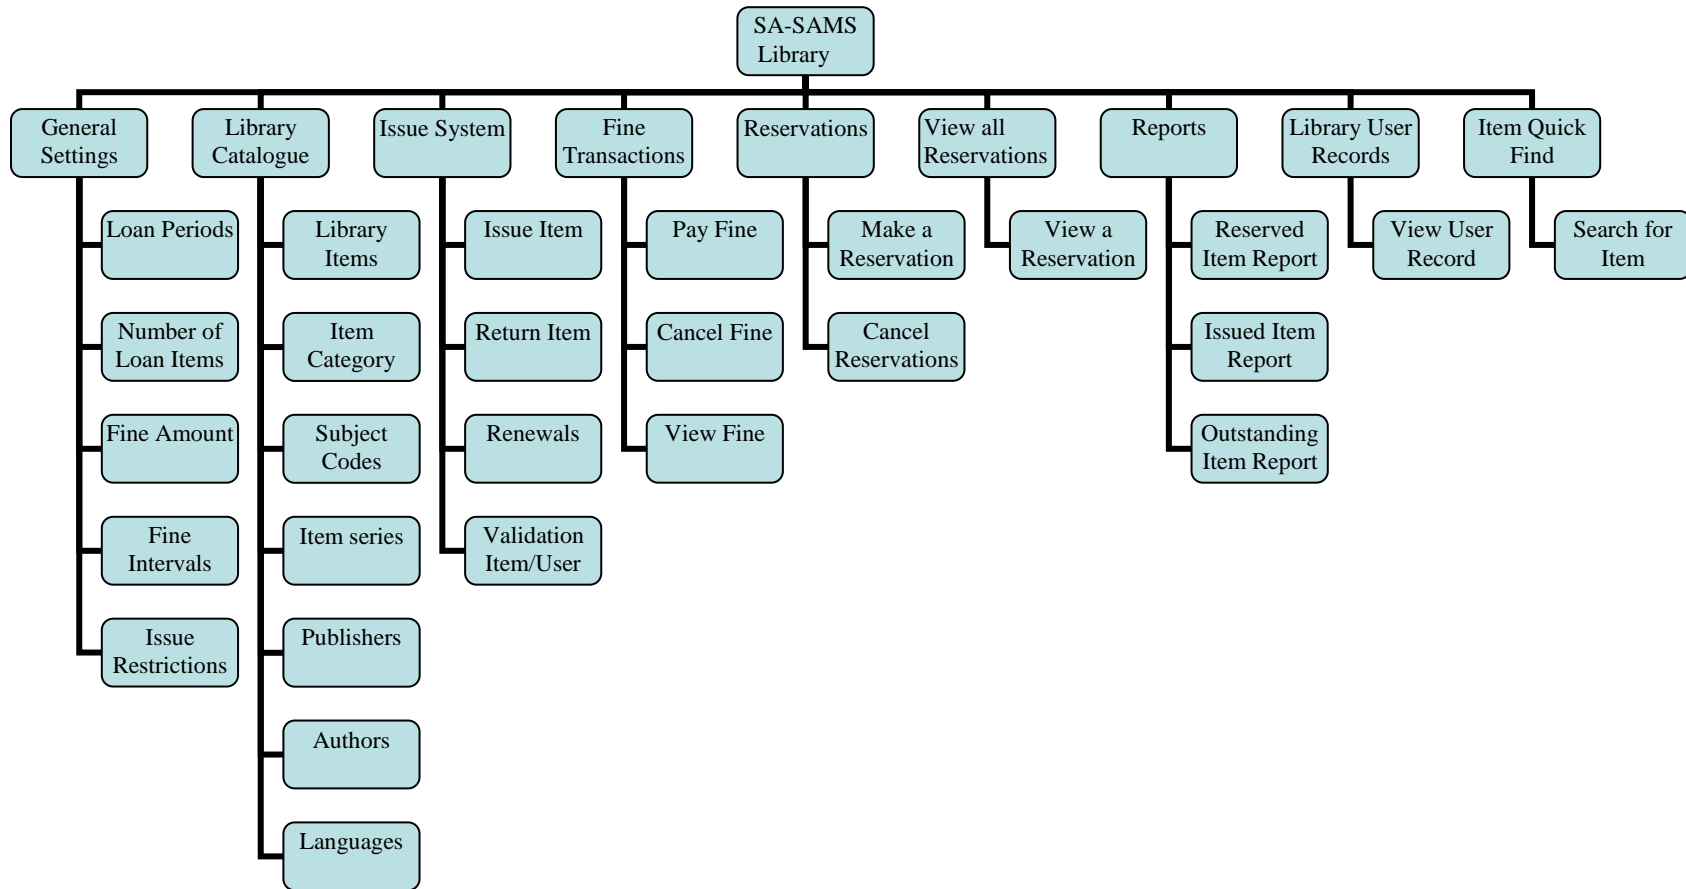 SA-SAMS
Library
General
Settings
Library
Catalogue
Issue System
Fine
Transactions
Reservations
View all
Reservations
Reports
Library User
Records
Item Quick
Find
Loan Periods
Number of
Loan Items
Fine Amount
Fine
Intervals
Issue
Restrictions
Library
Items
Item
Category
Subject
Codes
Item series
Publishers
Authors
Languages
Issue Item
Return Item
Renewals
Validation
Item/User
Pay Fine
Cancel Fine
View Fine
Make a
Reservation
Cancel
Reservations
View a
Reservation
Reserved
Item Report
Issued Item
Report
Outstanding
Item Report
View User
Record
Search for
Item